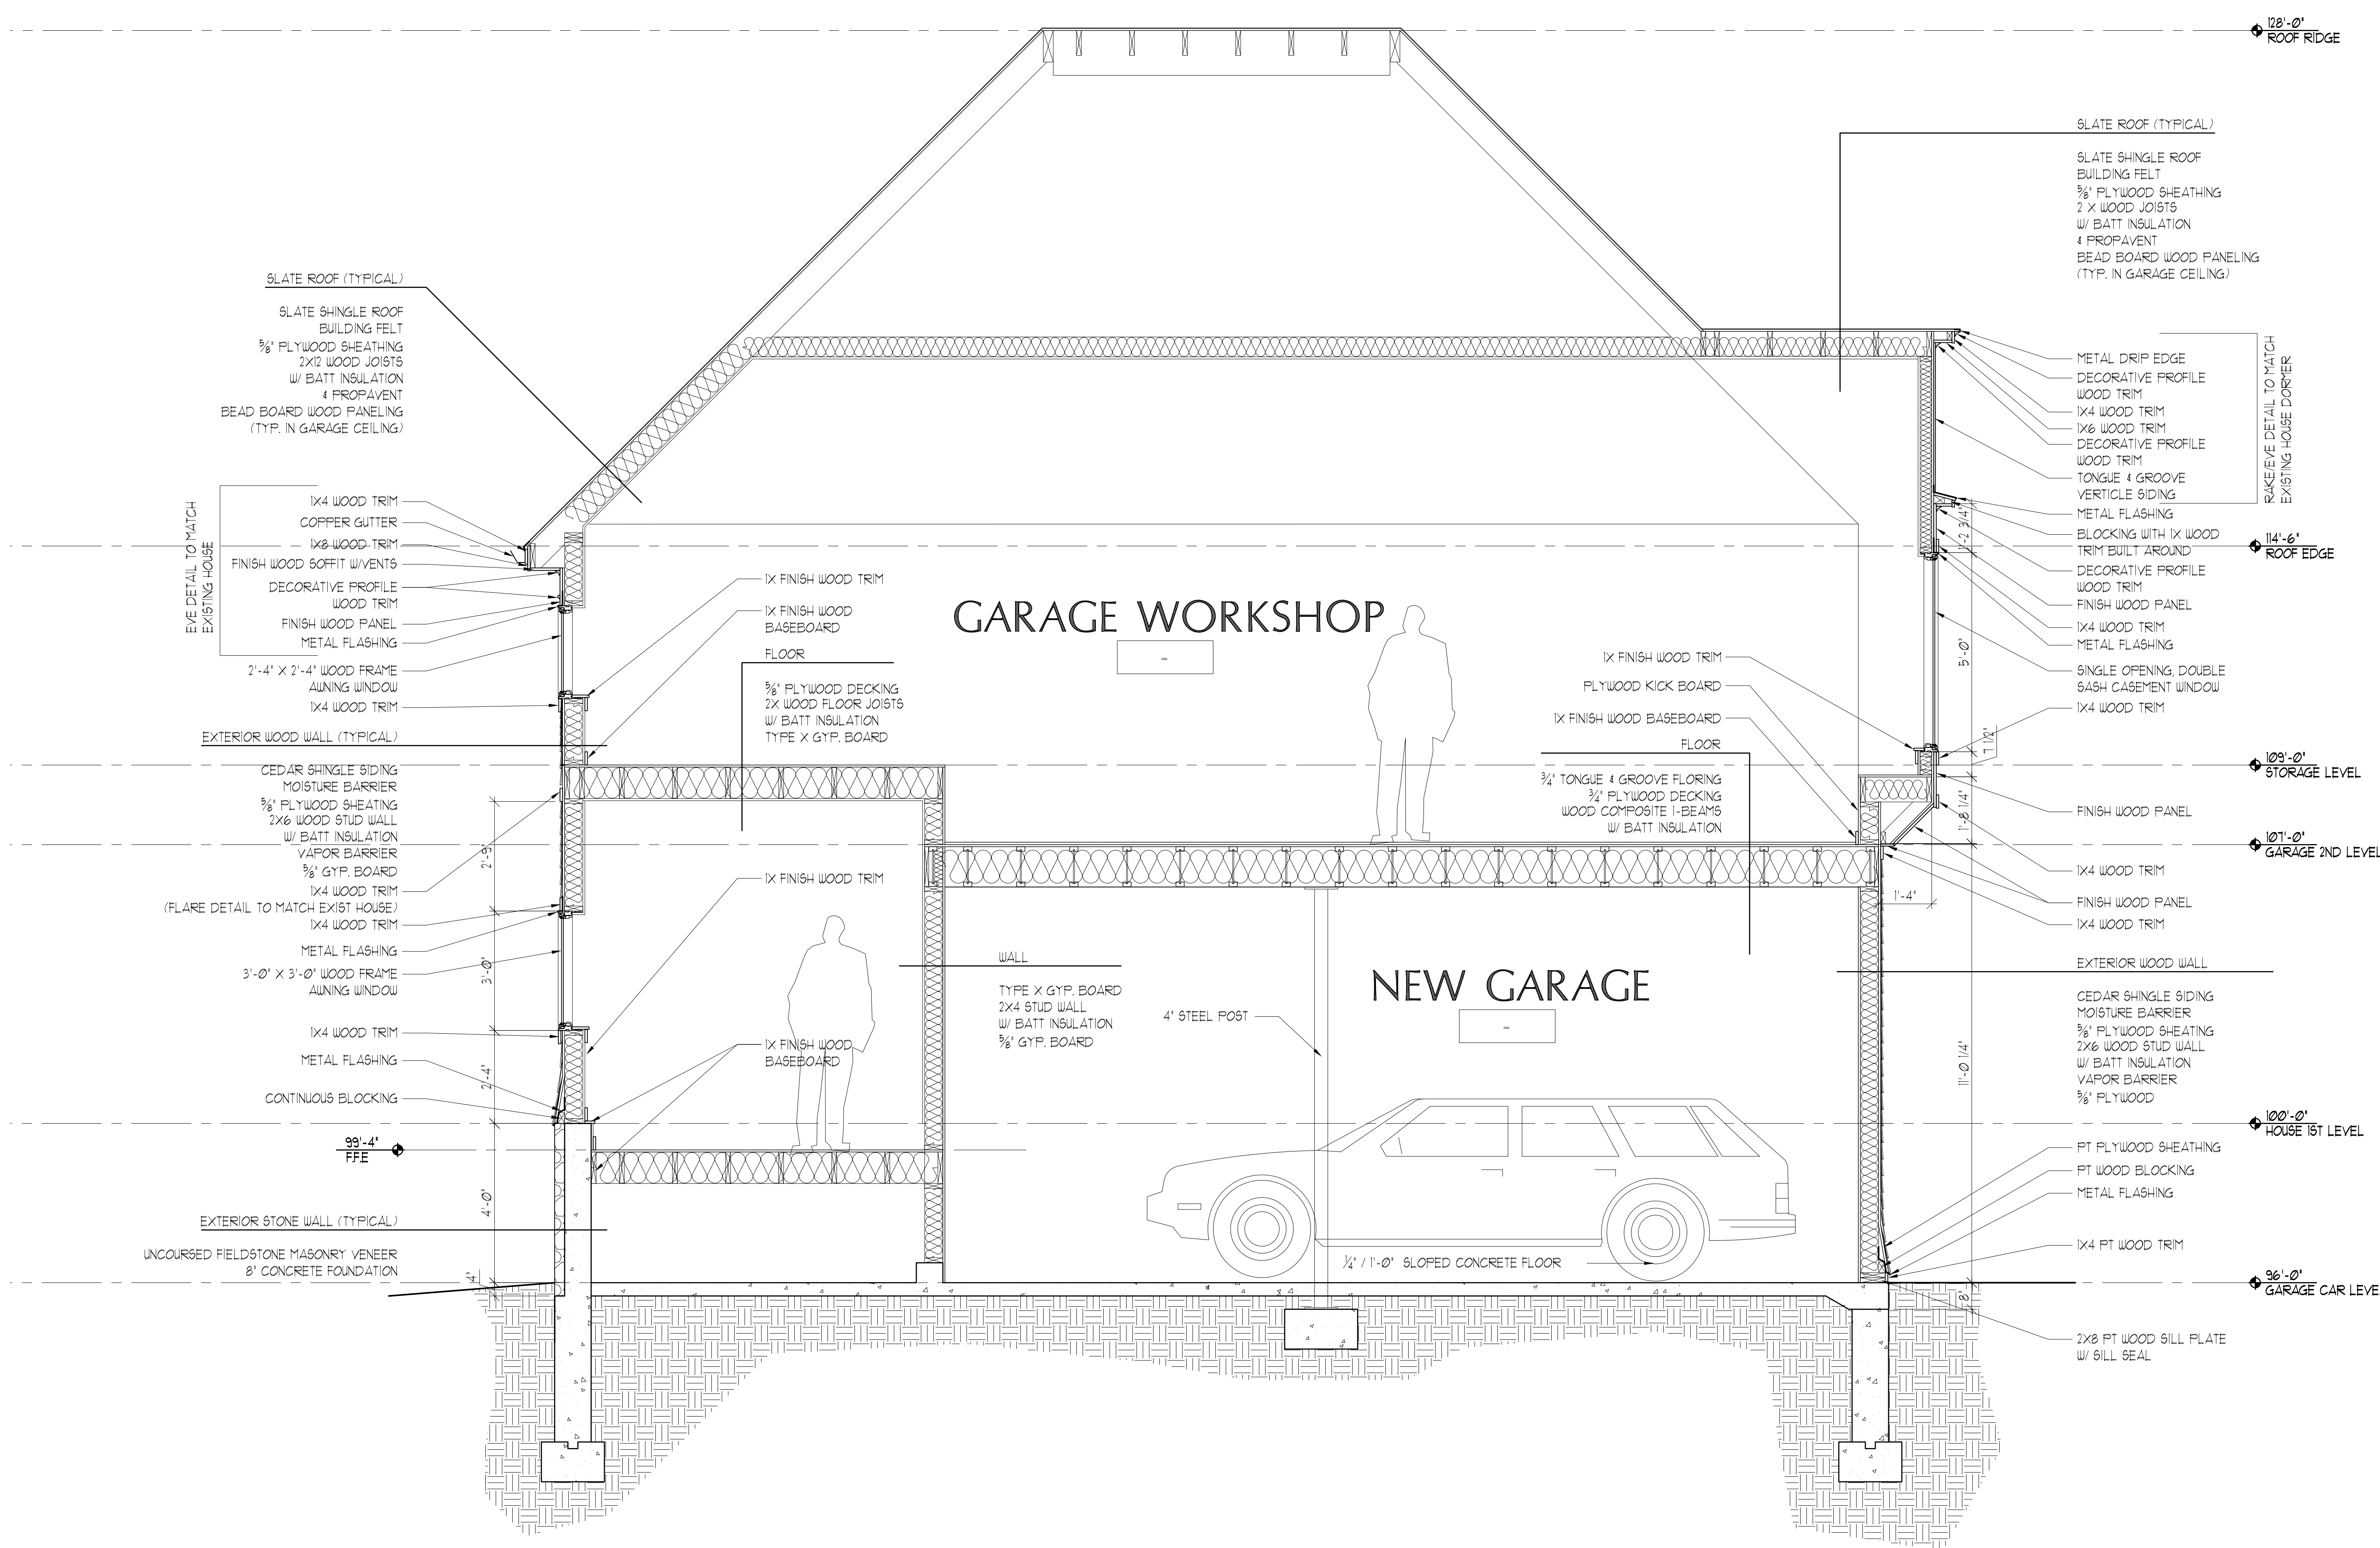 128'-0"
ROOF RIDGE
SLATE ROOF (TYPICAL)
SLATE SHINGLE ROOF
BUILDING FELT
5/8" PLYWOOD SHEATHING
2 X WOOD JOISTS
W/ BATT INSULATION
& PROPAVENT
BEAD BOARD WOOD PANELING
(TYP. IN GARAGE CEILING)
SLATE ROOF (TYPICAL)
SLATE SHINGLE ROOF
BUILDING FELT
5/8" PLYWOOD SHEATHING
2X12 WOOD JOISTS
W/ BATT INSULATION
& PROPAVENT
BEAD BOARD WOOD PANELING
(TYP. IN GARAGE CEILING)
EVE DETAIL TO MATCH
EXISTING HOUSE
1X4 WOOD TRIM
COPPER GUTTER
1X8 WOOD TRIM
FINISH WOOD SOFFIT W/VENTS
DECORATIVE PROFILE
WOOD TRIM
FINISH WOOD PANEL
METAL FLASHING
2'-4" X 2'-4" WOOD FRAME
AWNING WINDOW
1X4 WOOD TRIM
EXTERIOR WOOD WALL (TYPICAL)
CEDAR SHINGLE SIDING
MOISTURE BARRIER
5/8" PLYWOOD SHEATING
2X6 WOOD STUD WALL
W/ BATT INSULATION
VAPOR BARRIER
5/8" GYP. BOARD
1X4 WOOD TRIM
(FLARE DETAIL TO MATCH EXIST HOUSE)
1X4 WOOD TRIM
METAL FLASHING
3'-0" X 3'-0" WOOD FRAME
AWNING WINDOW
1X4 WOOD TRIM
METAL FLASHING
CONTINUOUS BLOCKING
99'-4"
F.F.E
EXTERIOR STONE WALL (TYPICAL)
UNCOURSED FIELDSTONE MASONRY VENEER
8" CONCRETE FOUNDATION
2'-9"
3'-0"
2'-4"
4'-0"
4"
1X FINISH WOOD TRIM
1X FINISH WOOD
BASEBOARD
FLOOR
5/8" PLYWOOD DECKING
2X WOOD FLOOR JOISTS
W/ BATT INSULATION
TYPE X GYP. BOARD
1X FINISH WOOD TRIM
1X FINISH WOOD
BASEBOARD
GARAGE WORKSHOP
WALL
TYPE X GYP. BOARD
2X4 STUD WALL
W/ BATT INSULATION
5/8" GYP. BOARD
4" STEEL POST
NEW GARAGE
1/4" / 1'-0" SLOPED CONCRETE FLOOR
1X FINISH WOOD TRIM
PLYWOOD KICK BOARD
1X FINISH WOOD BASEBOARD
FLOOR
3/4" TONGUE & GROOVE FLORING
3/4" PLYWOOD DECKING
WOOD COMPOSITE I-BEAMS
W/ BATT INSULATION
1'-2 3/4"
5'-0"
7 1/2"
1'-8 1/4"
1'-4"
11'-0 1/4"
8"
METAL DRIP EDGE
DECORATIVE PROFILE
WOOD TRIM
1X4 WOOD TRIM
1X6 WOOD TRIM
DECORATIVE PROFILE
WOOD TRIM
TONGUE & GROOVE
VERTICLE SIDING
METAL FLASHING
BLOCKING WITH 1X WOOD
TRIM BUILT AROUND
DECORATIVE PROFILE
WOOD TRIM
FINISH WOOD PANEL
1X4 WOOD TRIM
METAL FLASHING
SINGLE OPENING, DOUBLE
SASH CASEMENT WINDOW
1X4 WOOD TRIM
FINISH WOOD PANEL
1X4 WOOD TRIM
FINISH WOOD PANEL
1X4 WOOD TRIM
EXTERIOR WOOD WALL
CEDAR SHINGLE SIDING
MOISTURE BARRIER
5/8" PLYWOOD SHEATING
2X6 WOOD STUD WALL
W/ BATT INSULATION
VAPOR BARRIER
5/8" PLYWOOD
PT PLYWOOD SHEATHING
PT WOOD BLOCKING
METAL FLASHING
1X4 PT WOOD TRIM
2X8 PT WOOD SILL PLATE
W/ SILL SEAL
RAKE/EVE DETAIL TO MATCH
EXISTING HOUSE DORMER
114'-6"
ROOF EDGE
109'-0"
STORAGE LEVEL
107'-0"
GARAGE 2ND LEVEL
100'-0"
HOUSE 1ST LEVEL
96'-0"
GARAGE CAR LEVE